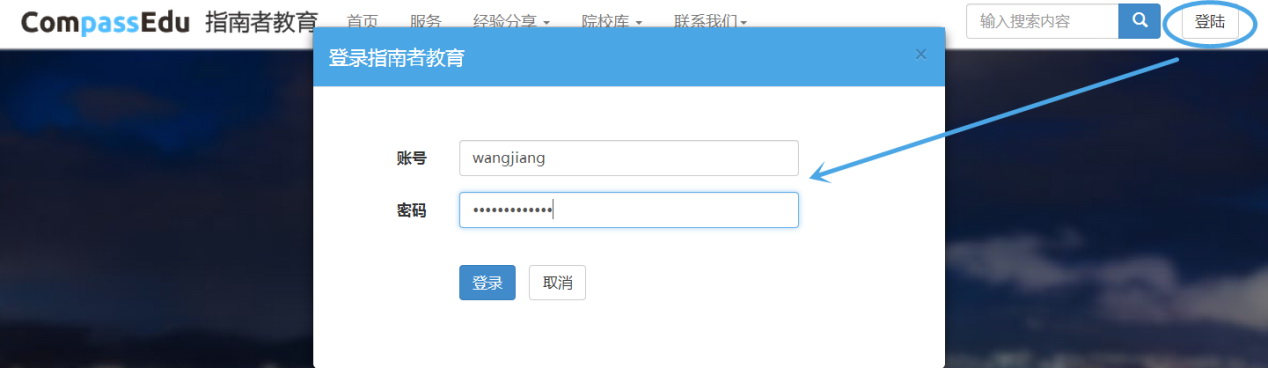 CompassEdu 指南者教育 首页 服务 经验分享 院校库 联系我们 输入搜索内容 登陆
登录指南者教育 ×
账号 wangjiang
密码 •••••••••••••
登录 取消